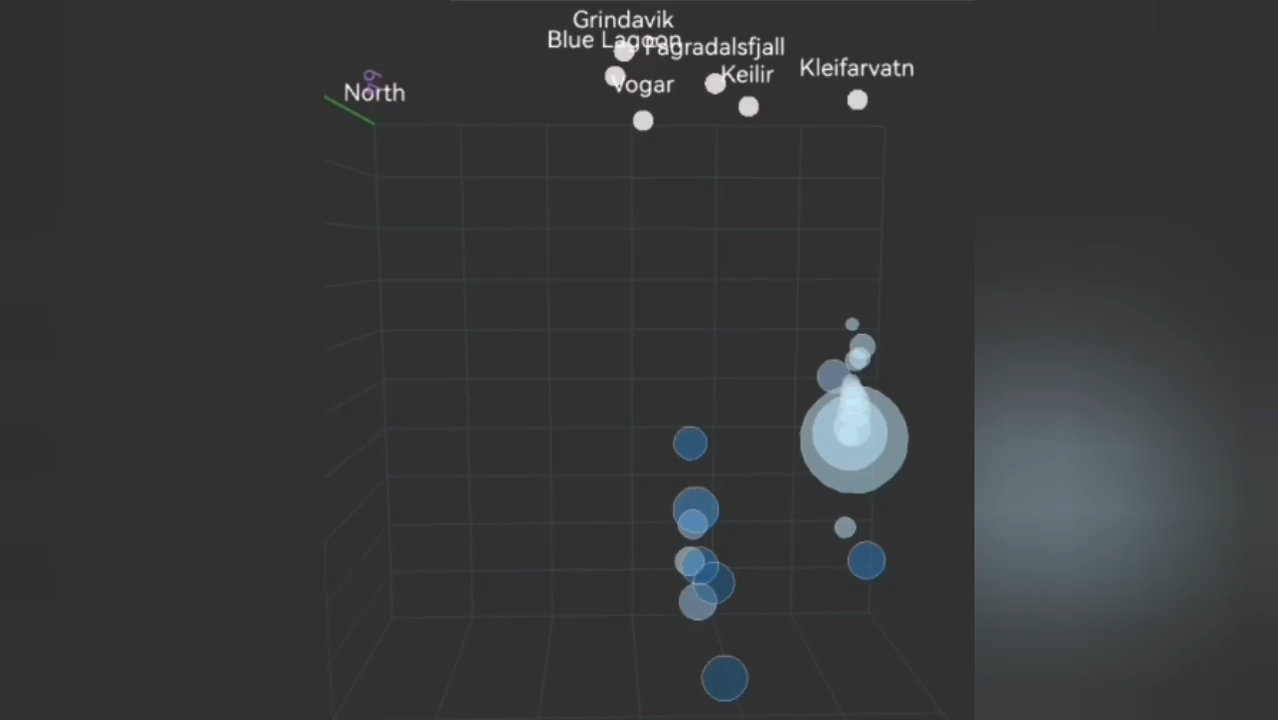 Grindavik
Blue Lagoon
Fagradalsfjall
Kleifarvatn
Keilir
Vogar
North